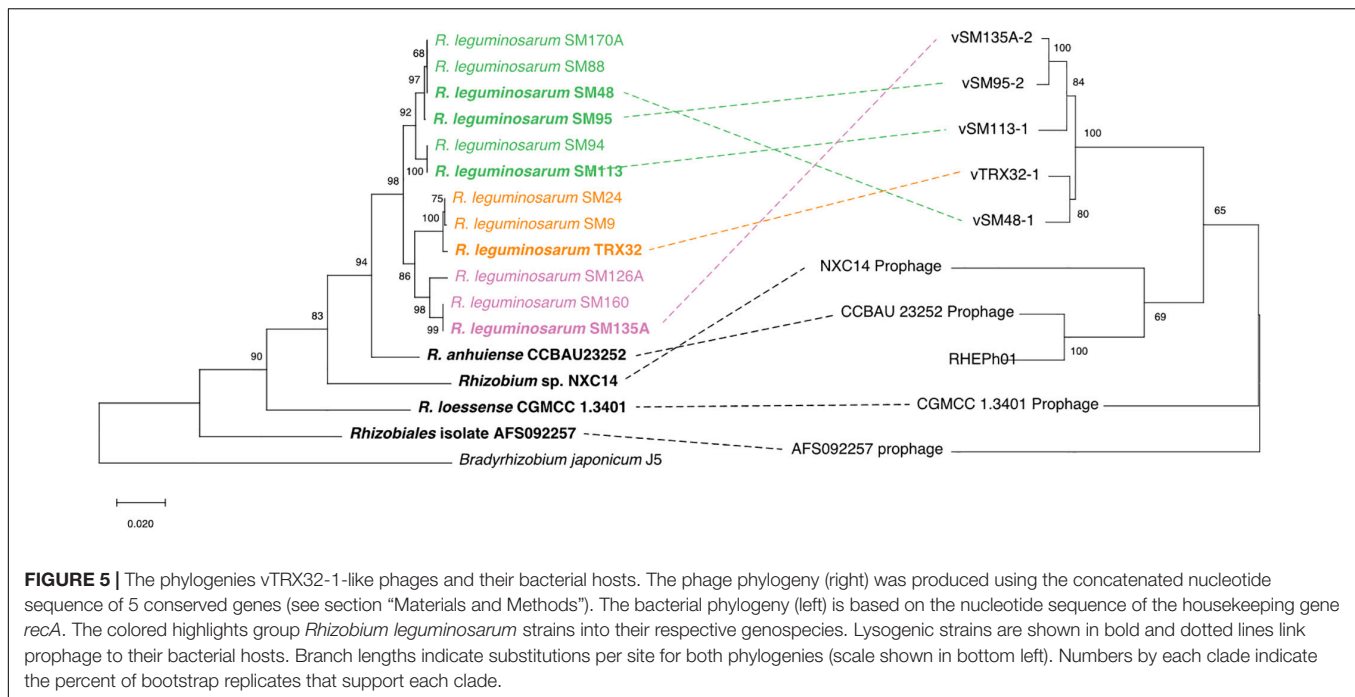 R. leguminosarum SM170A
R. leguminosarum SM88
R. leguminosarum SM48
R. leguminosarum SM95
R. leguminosarum SM94
R. leguminosarum SM113
R. leguminosarum SM24
R. leguminosarum SM9
R. leguminosarum TRX32
R. leguminosarum SM126A
R. leguminosarum SM160
R. leguminosarum SM135A
R. anhuiense CCBAU23252
Rhizobium sp. NXC14
R. loessense CGMCC 1.3401
Rhizobiales isolate AFS092257
Bradyrhizobium japonicum J5
68
97
92
100
98
75
100
86
98
99
94
83
90
0.020
vSM135A-2
vSM95-2
vSM113-1
vTRX32-1
vSM48-1
NXC14 Prophage
CCBAU 23252 Prophage
RHEPh01
CGMCC 1.3401 Prophage
AFS092257 prophage
100
84
100
80
65
69
100
FIGURE 5 | The phylogenies vTRX32-1-like phages and their bacterial hosts. The phage phylogeny (right) was produced using the concatenated nucleotide
sequence of 5 conserved genes (see section “Materials and Methods”). The bacterial phylogeny (left) is based on the nucleotide sequence of the housekeeping gene
recA. The colored highlights group Rhizobium leguminosarum strains into their respective genospecies. Lysogenic strains are shown in bold and dotted lines link
prophage to their bacterial hosts. Branch lengths indicate substitutions per site for both phylogenies (scale shown in bottom left). Numbers by each clade indicate
the percent of bootstrap replicates that support each clade.